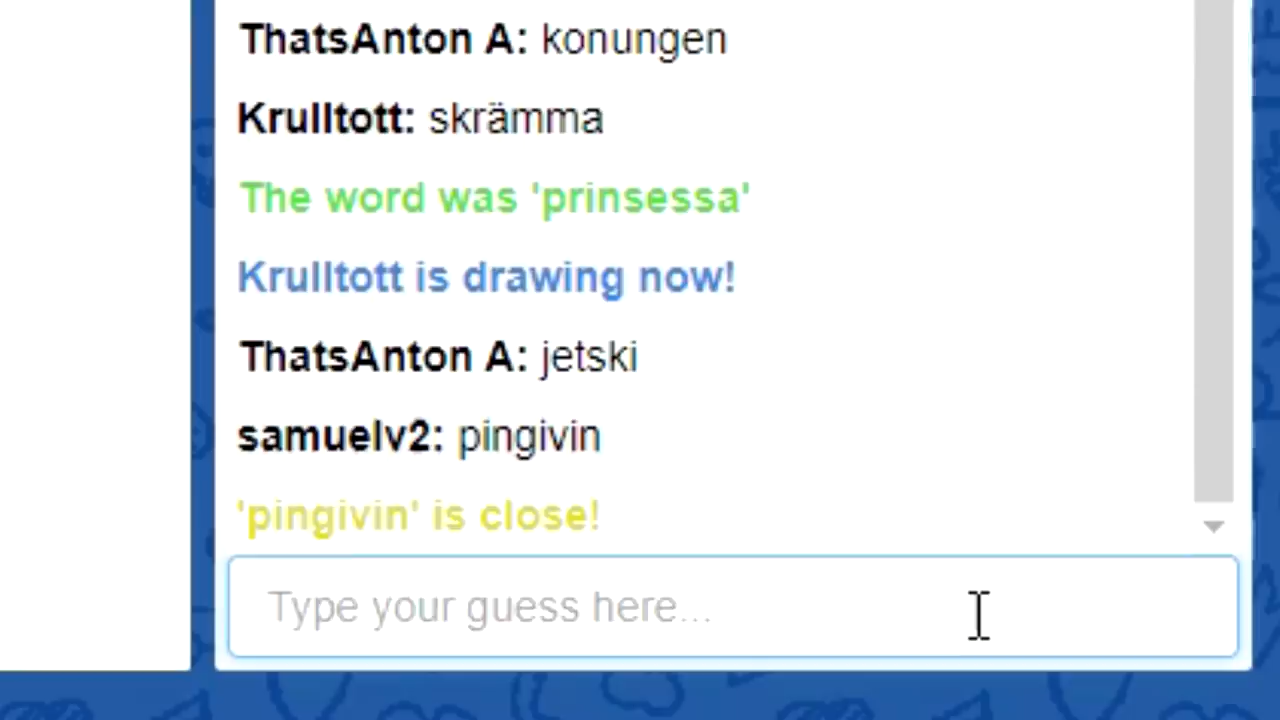 ThatsAnton A: konungen
Krulltott: skrämma
The word was 'prinsessa'
Krulltott is drawing now!
ThatsAnton A: jetski
samuelv2: pingivin
'pingivin' is close!
Type your guess here...